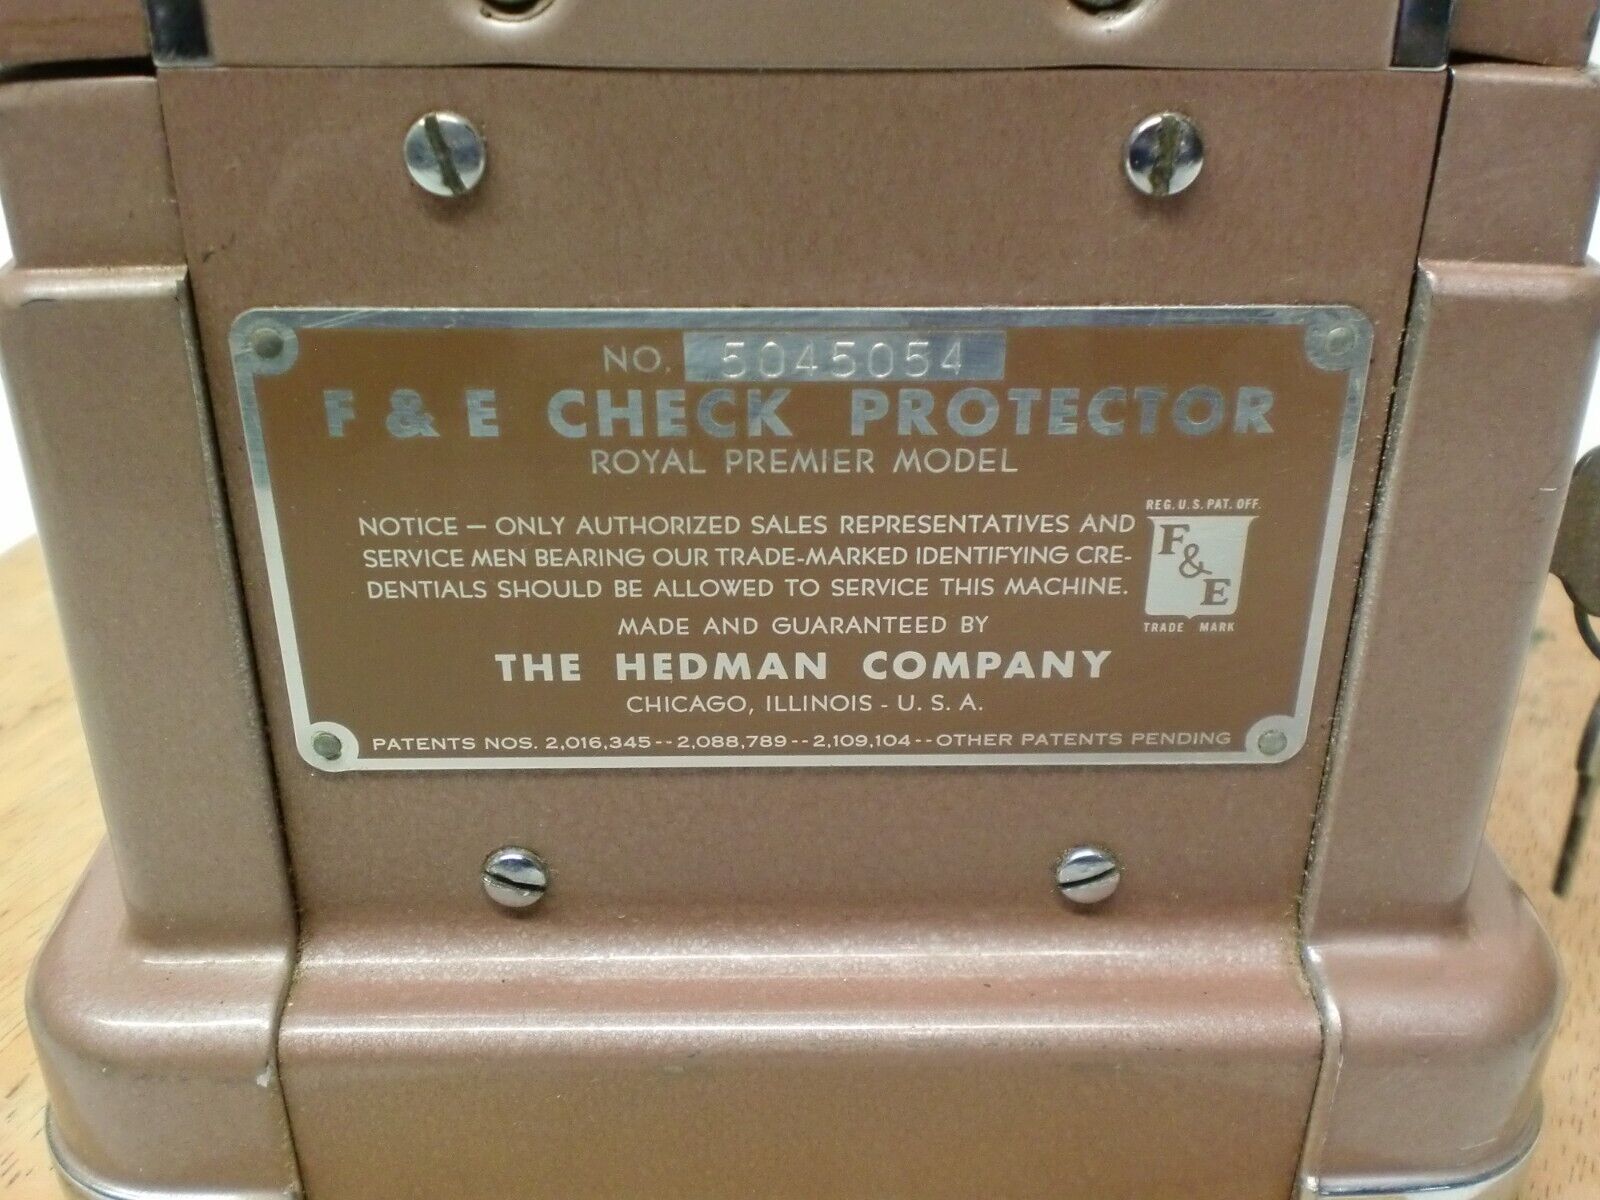 NO. 5045054
F & E CHECK PROTECTOR
ROYAL PREMIER MODEL
NOTICE — ONLY AUTHORIZED SALES REPRESENTATIVES AND
SERVICE MEN BEARING OUR TRADE-MARKED IDENTIFYING CRE-
DENTIALS SHOULD BE ALLOWED TO SERVICE THIS MACHINE.
REG. U.S. PAT. OFF.
F & E
TRADE MARK
MADE AND GUARANTEED BY
THE HEDMAN COMPANY
CHICAGO, ILLINOIS - U. S. A.
PATENTS NOS. 2,016,345--2,088,789--2,109,104--OTHER PATENTS PENDING